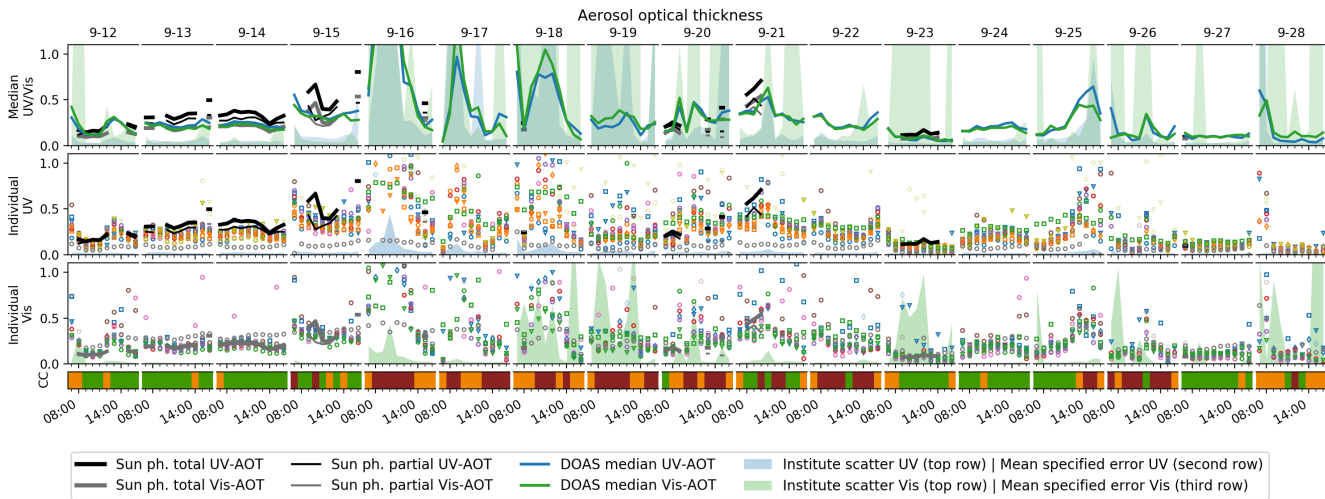 Aerosol optical thickness
9-12 9-13 9-14 9-15 9-16 9-17 9-18 9-19 9-20 9-21 9-22 9-23 9-24 9-25 9-26 9-27 9-28
Median
UV/Vis
1.0
0.5
0.0
Individual
UV
1.0
0.5
0.0
Individual
Vis
1.0
0.5
0.0
CC
08:00 14:00 08:00 14:00 08:00 14:00 08:00 14:00 08:00 14:00 08:00 14:00 08:00 14:00 08:00 14:00 08:00 14:00 08:00 14:00 08:00 14:00 08:00 14:00 08:00 14:00 08:00 14:00 08:00 14:00 08:00 14:00 08:00 14:00
Sun ph. total UV-AOT
Sun ph. total Vis-AOT
Sun ph. partial UV-AOT
Sun ph. partial Vis-AOT
DOAS median UV-AOT
DOAS median Vis-AOT
Institute scatter UV (top row) | Mean specified error UV (second row)
Institute scatter Vis (top row) | Mean specified error Vis (third row)